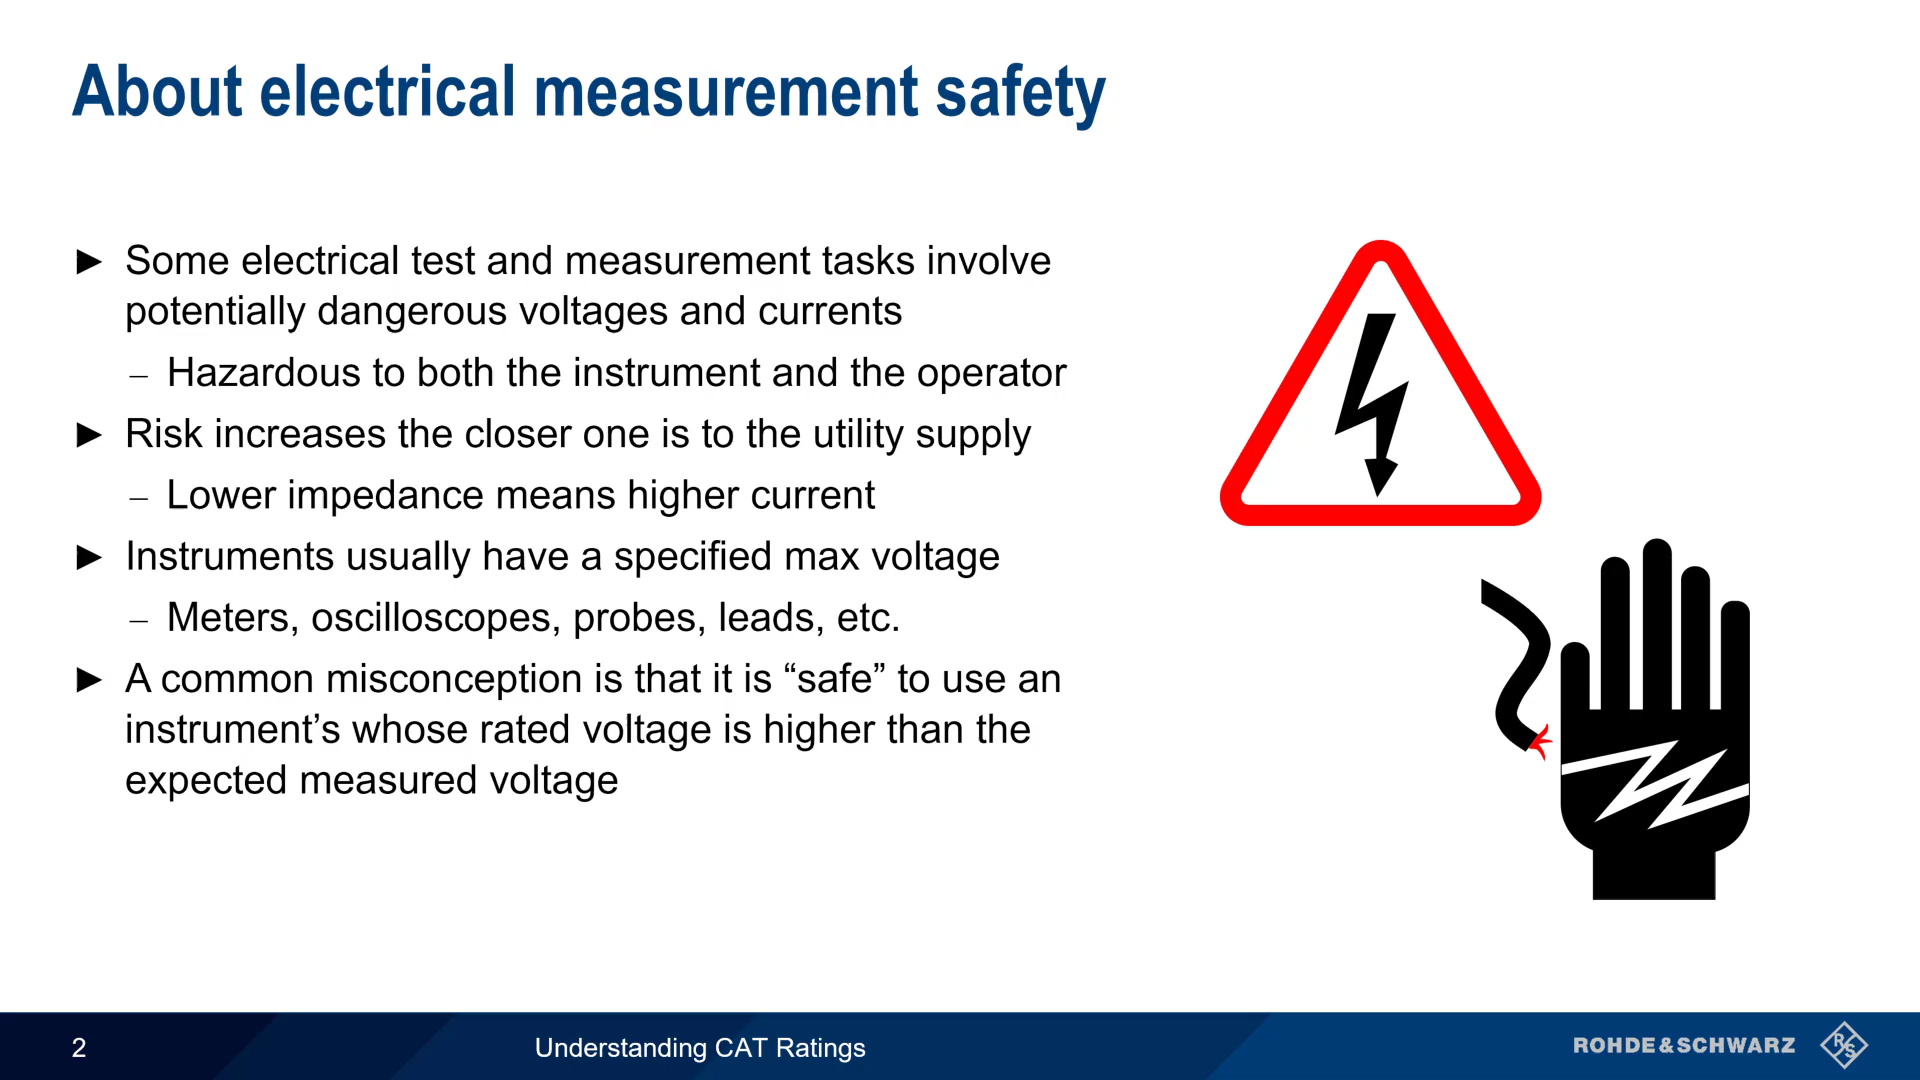 About electrical measurement safety
► Some electrical test and measurement tasks involve
potentially dangerous voltages and currents
– Hazardous to both the instrument and the operator
► Risk increases the closer one is to the utility supply
– Lower impedance means higher current
► Instruments usually have a specified max voltage
– Meters, oscilloscopes, probes, leads, etc.
► A common misconception is that it is “safe” to use an
instrument’s whose rated voltage is higher than the
expected measured voltage
2
Understanding CAT Ratings
ROHDE&SCHWARZ
R&S